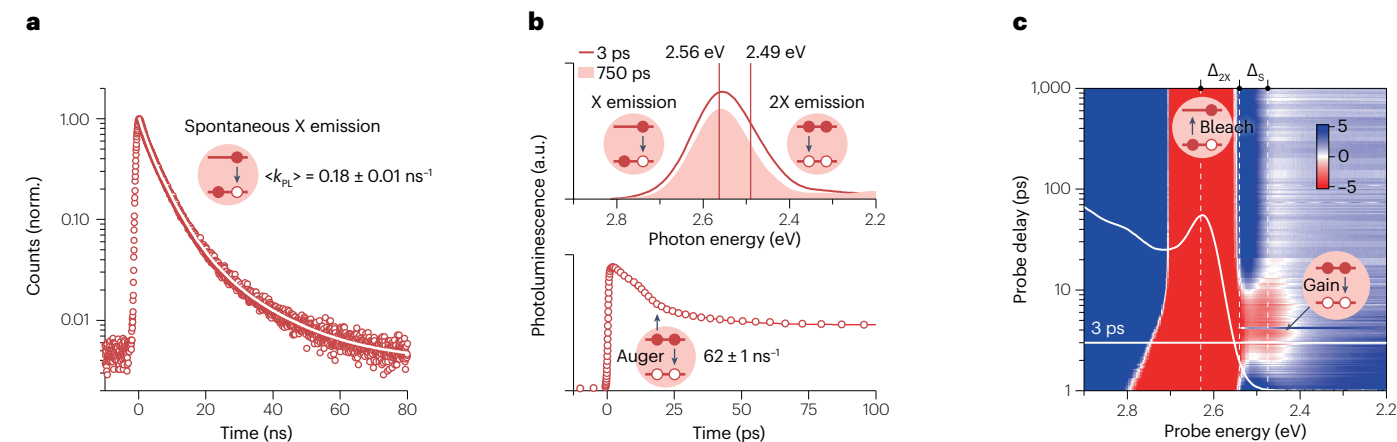 a
Counts (norm.)
1.00
0.10
0.01
Spontaneous X emission
<k_PL> = 0.18 ± 0.01 ns⁻¹
0
20
40
60
80
Time (ns)
b
Photoluminescence (a.u.)
2.56 eV
2.49 eV
3 ps
750 ps
X emission
2X emission
2.8
2.6
2.4
2.2
Photon energy (eV)
Auger
62 ± 1 ns⁻¹
0
25
50
75
100
Time (ps)
c
Δ2X
ΔS
Probe delay (ps)
1,000
100
10
1
Bleach
5
0
−5
Gain
3 ps
2.8
2.6
2.4
2.2
Probe energy (eV)